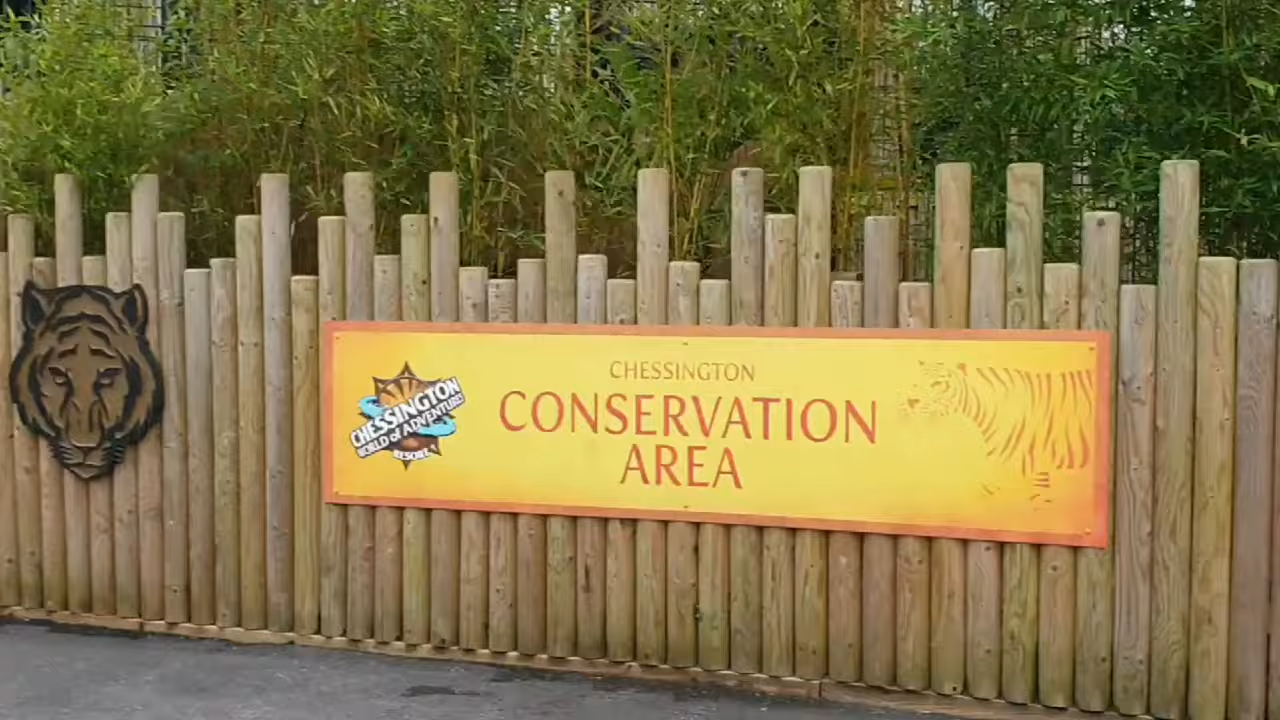 CHESSINGTON
WORLD of ADVENTURES
RESORT
CHESSINGTON
CONSERVATION
AREA